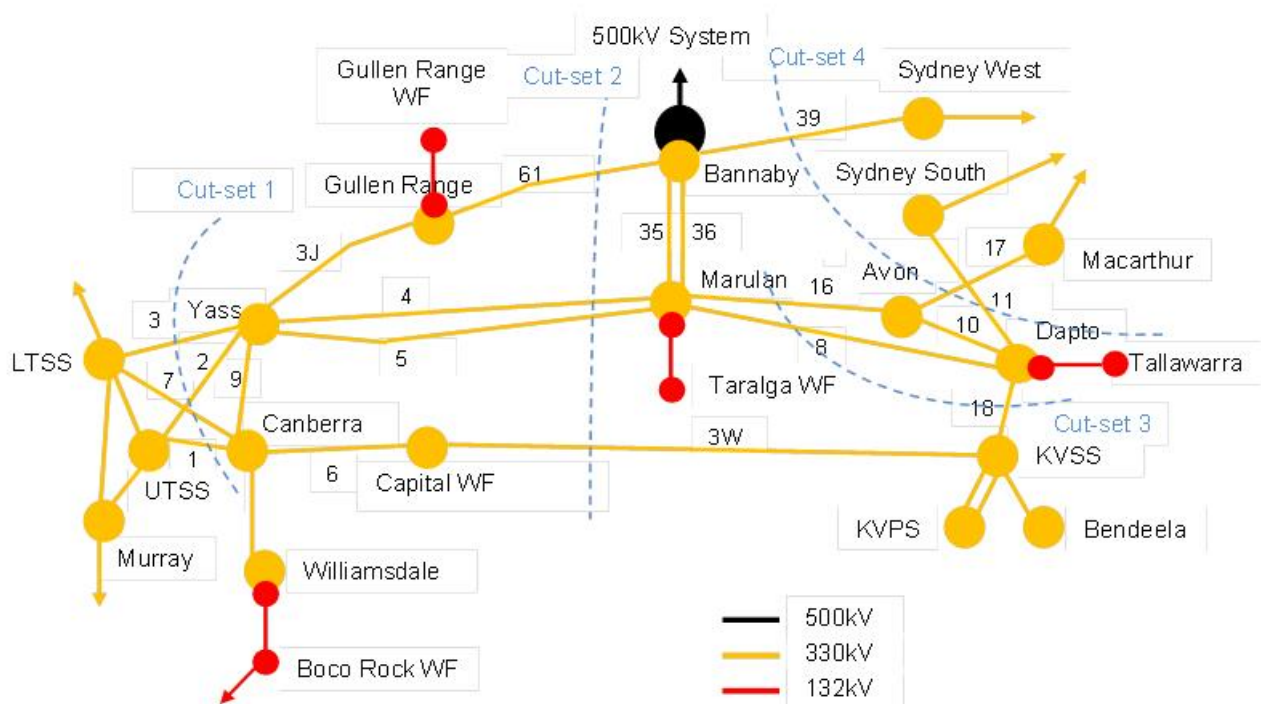 500kV System
Cut-set 4
Sydney West
Gullen Range
WF
Cut-set 2
39
Gullen Range
61
Bannaby
Sydney South
Cut-set 1
3J
35
36
17
Macarthur
Yass
4
Marulan
16
Avon
11
3
10
Dapto
LTSS
2
5
8
Tallawarra
7
9
Taralga WF
Canberra
18
Cut-set 3
1
6
Capital WF
3W
KVSS
UTSS
KVPS
Bendeela
Murray
Williamsdale
500kV
Boco Rock WF
330kV
132kV